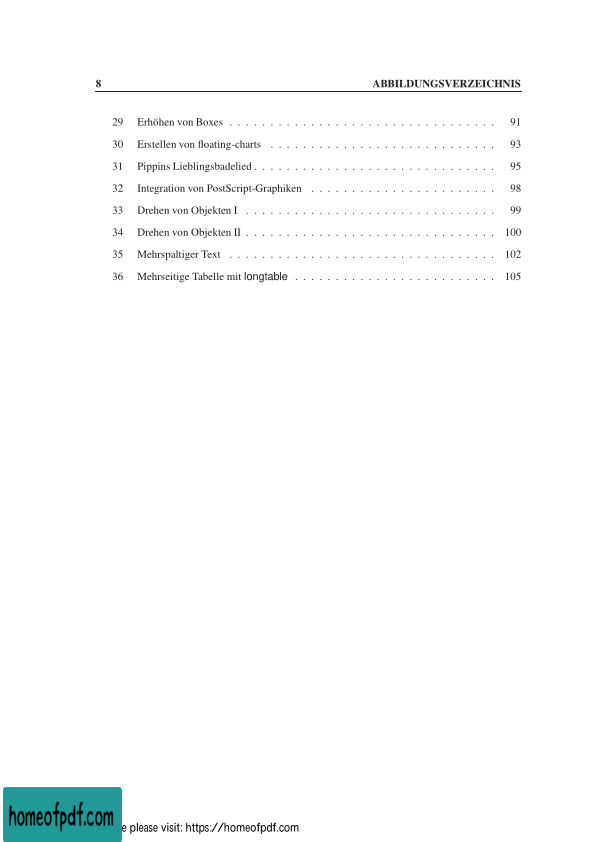 8 ABBILDUNGSVERZEICHNIS
29 Erhöhen von Boxes . . . . . . . . . . . . . . . . . . . . . . . . . . . . . . . . . 91
30 Erstellen von floating-charts . . . . . . . . . . . . . . . . . . . . . . . . . . . . 93
31 Pippins Lieblingsbadelied . . . . . . . . . . . . . . . . . . . . . . . . . . . . . . 95
32 Integration von PostScript-Graphiken . . . . . . . . . . . . . . . . . . . . . . . 98
33 Drehen von Objekten I . . . . . . . . . . . . . . . . . . . . . . . . . . . . . . . 99
34 Drehen von Objekten II . . . . . . . . . . . . . . . . . . . . . . . . . . . . . . . 100
35 Mehrspaltiger Text . . . . . . . . . . . . . . . . . . . . . . . . . . . . . . . . . 102
36 Mehrseitige Tabelle mit longtable . . . . . . . . . . . . . . . . . . . . . . . . . 105
homeofpdf.com
e please visit: https://homeofpdf.com